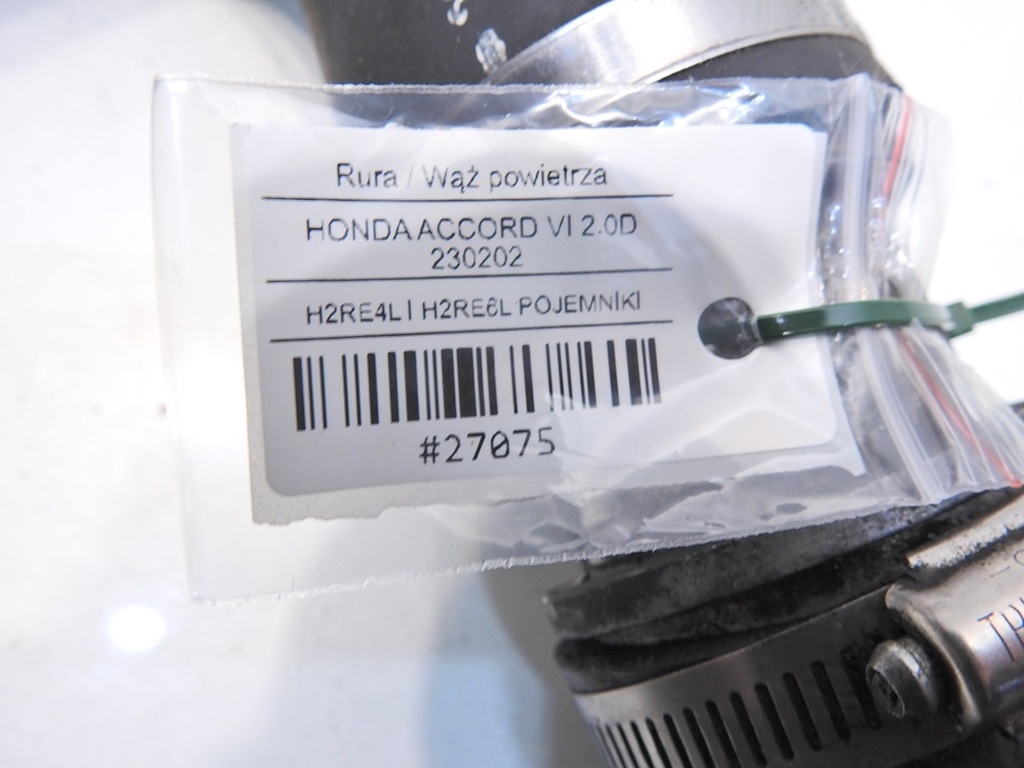 Rura / Wąż powietrza
HONDA ACCORD VI 2.0D
230202
H2RE4L | H2RE6L POJEMNIKI
#27075